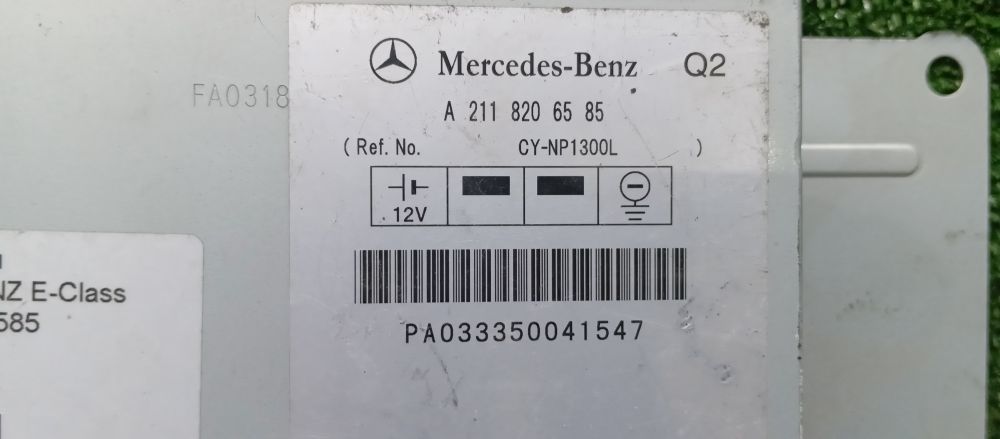 Mercedes-Benz Q2
A 211 820 65 85
(Ref. No. CY-NP1300L )
12V
PA033350041547
FA0318
NZ E-Class
585